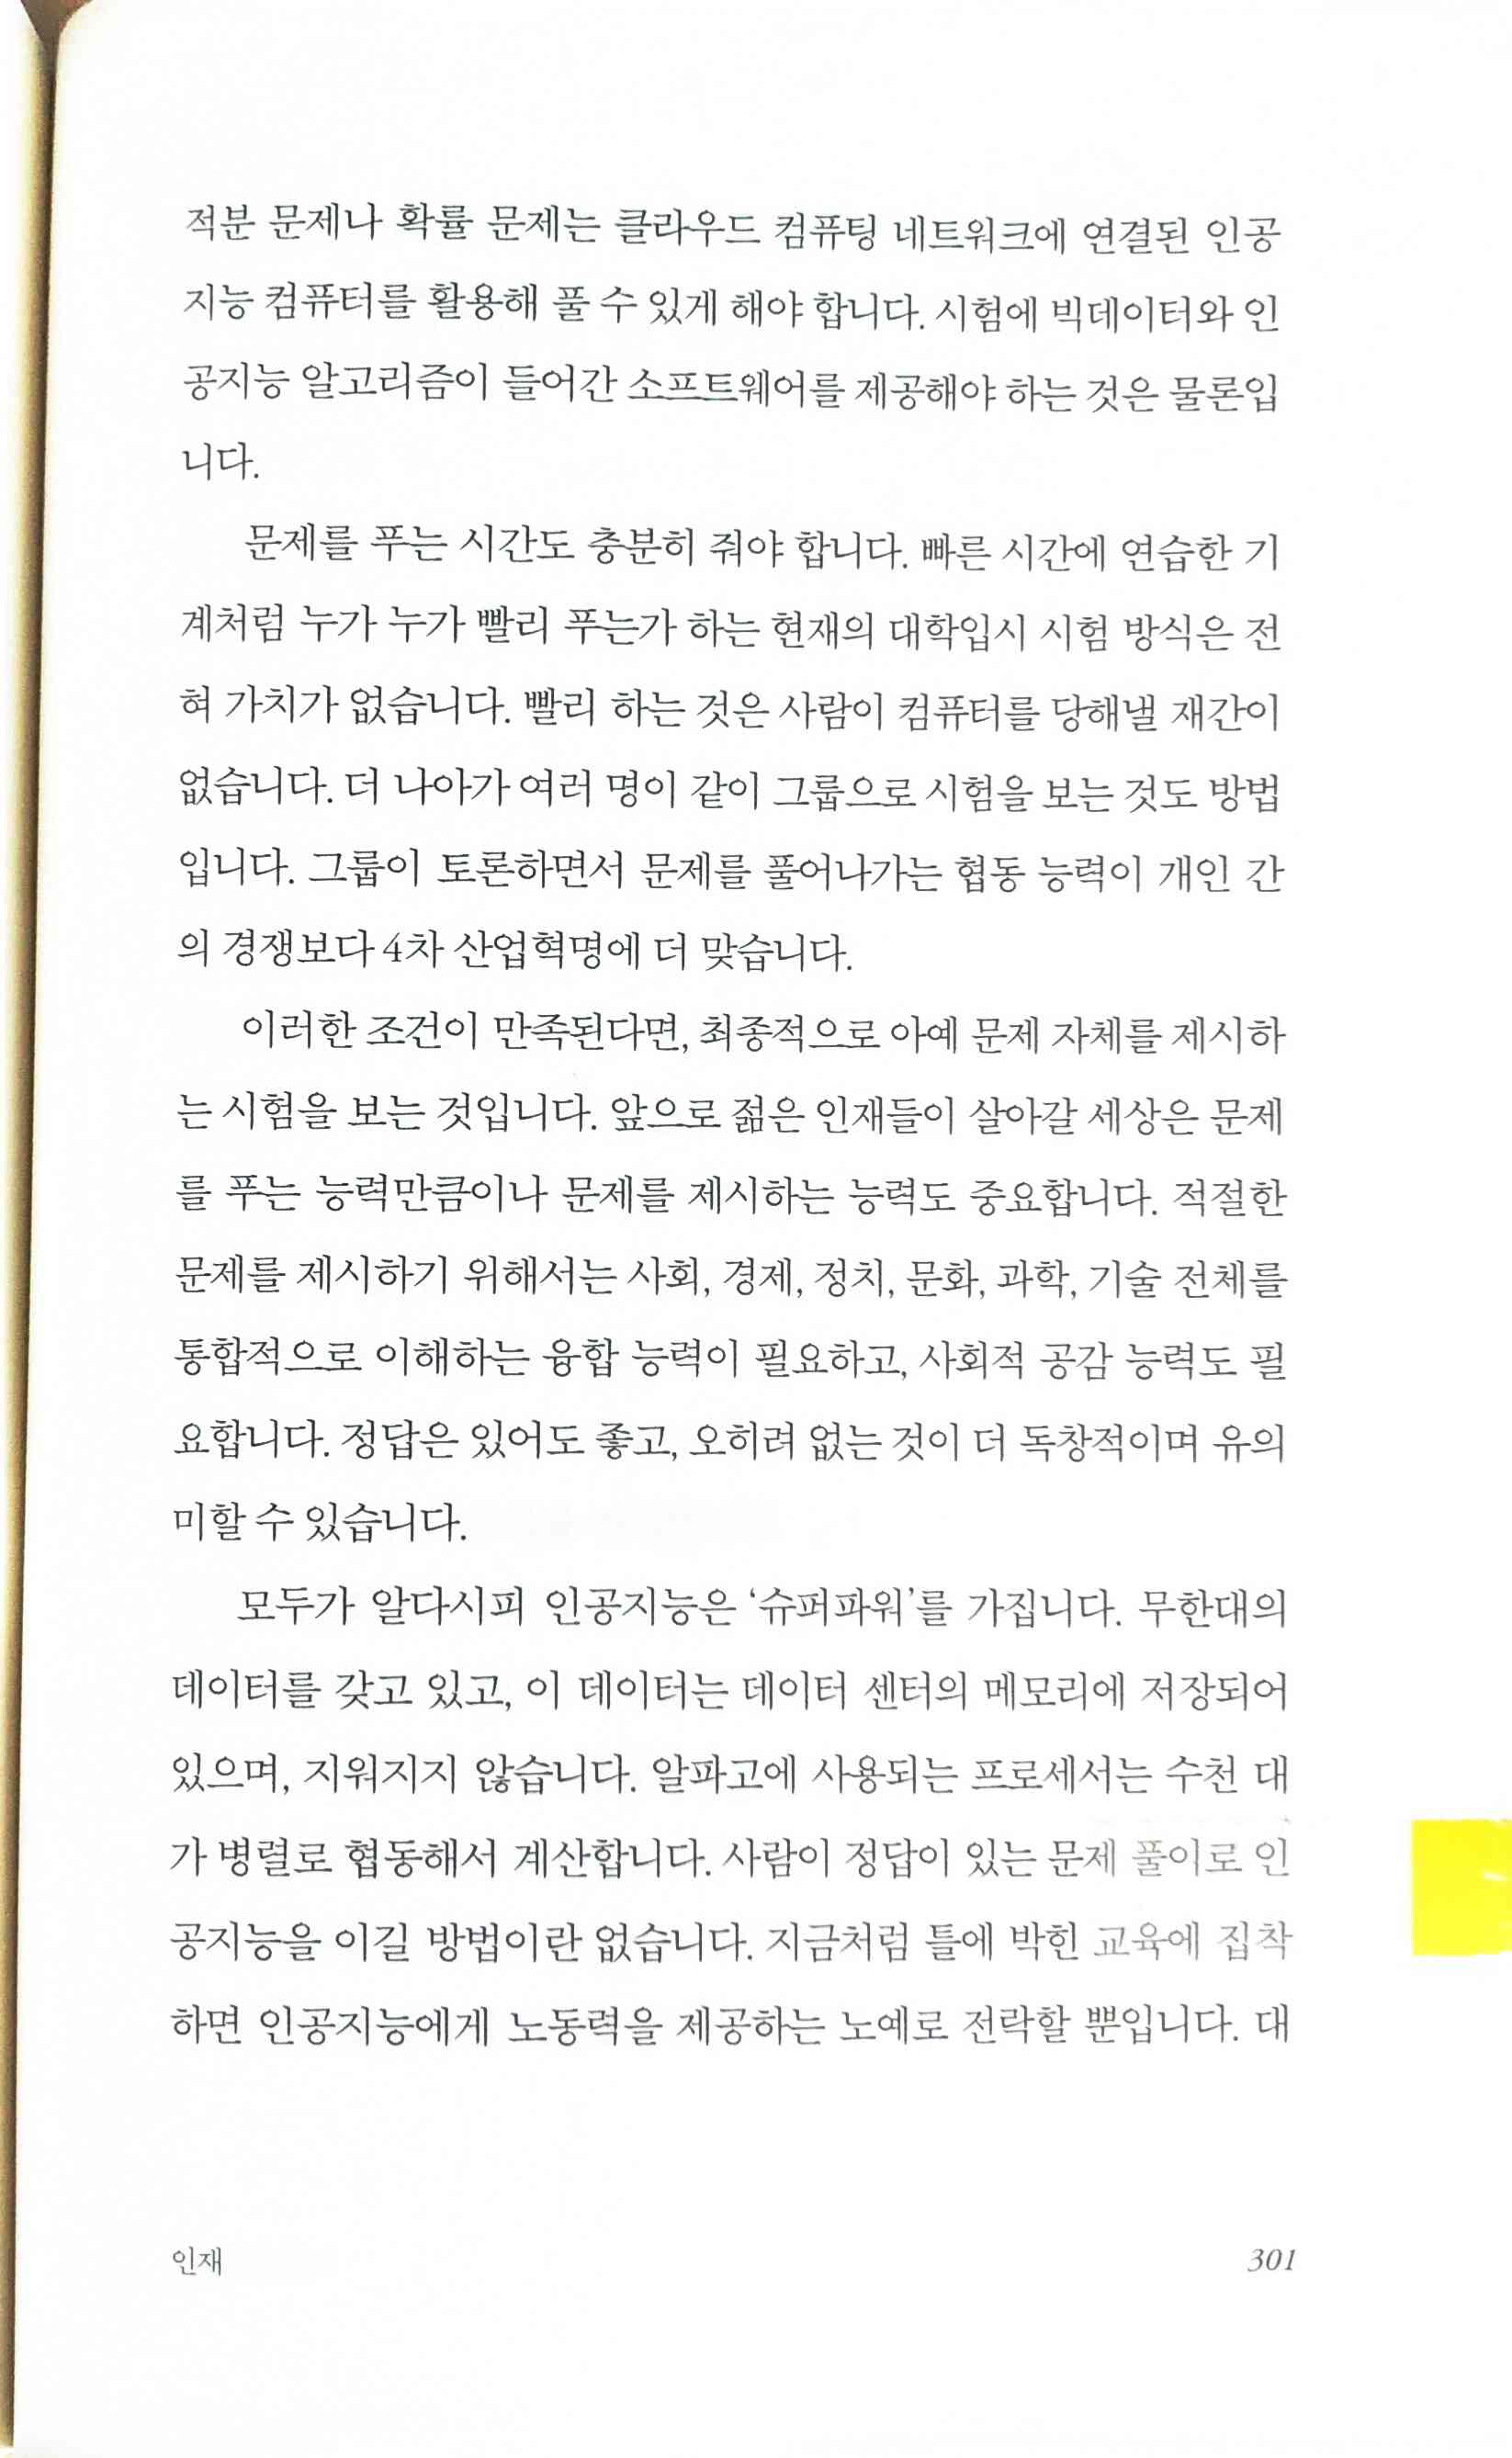 적분 문제나 확률 문제는 클라우드 컴퓨팅 네트워크에 연결된 인공
지능 컴퓨터를 활용해 풀 수 있게 해야 합니다. 시험에 빅데이터와 인
공지능 알고리즘이 들어간 소프트웨어를 제공해야 하는 것은 물론입
니다.
문제를 푸는 시간도 충분히 줘야 합니다. 빠른 시간에 연습한 기
계처럼 누가 누가 빨리 푸는가 하는 현재의 대학입시 시험 방식은 전
혀 가치가 없습니다. 빨리 하는 것은 사람이 컴퓨터를 당해낼 재간이
없습니다. 더 나아가 여러 명이 같이 그룹으로 시험을 보는 것도 방법
입니다. 그룹이 토론하면서 문제를 풀어나가는 협동 능력이 개인 간
의 경쟁보다 4차 산업혁명에 더 맞습니다.
이러한 조건이 만족된다면, 최종적으로 아예 문제 자체를 제시하
는 시험을 보는 것입니다. 앞으로 젊은 인재들이 살아갈 세상은 문제
를 푸는 능력만큼이나 문제를 제시하는 능력도 중요합니다. 적절한
문제를 제시하기 위해서는 사회, 경제, 정치, 문화, 과학, 기술 전체를
통합적으로 이해하는 융합 능력이 필요하고, 사회적 공감 능력도 필
요합니다. 정답은 있어도 좋고, 오히려 없는 것이 더 독창적이며 유의
미할 수 있습니다.
모두가 알다시피 인공지능은 ‘슈퍼파워’를 가집니다. 무한대의
데이터를 갖고 있고, 이 데이터는 데이터 센터의 메모리에 저장되어
있으며, 지워지지 않습니다. 알파고에 사용되는 프로세서는 수천 대
가 병렬로 협동해서 계산합니다. 사람이 정답이 있는 문제 풀이로 인
공지능을 이길 방법이란 없습니다. 지금처럼 틀에 박힌 교육에 집착
하면 인공지능에게 노동력을 제공하는 노예로 전락할 뿐입니다. 대
인재
301